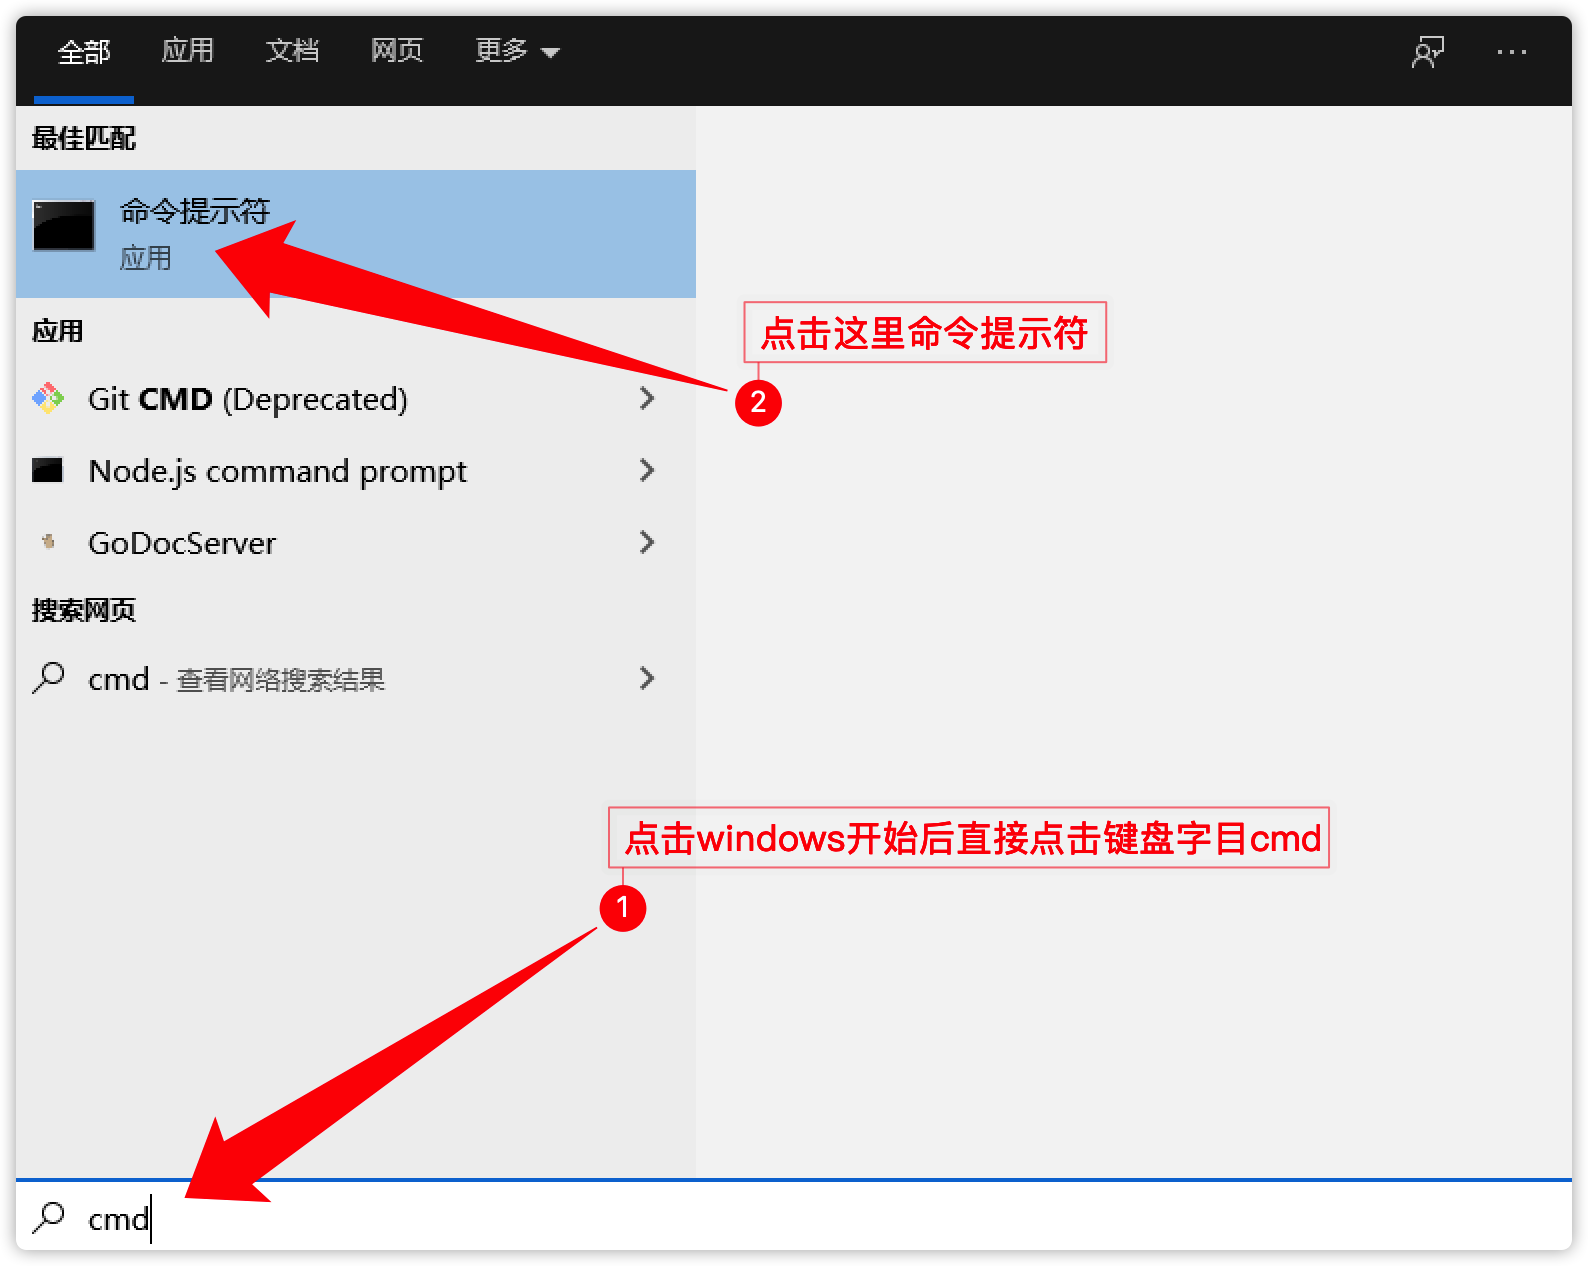 全部 应用 文档 网页 更多 ···
最佳匹配
命令提示符
应用
点击这里命令提示符
应用
2
Git CMD (Deprecated)
Node.js command prompt
GoDocServer
搜索网页
cmd - 查看网络搜索结果
点击windows开始后直接点击键盘字目cmd
1
cmd